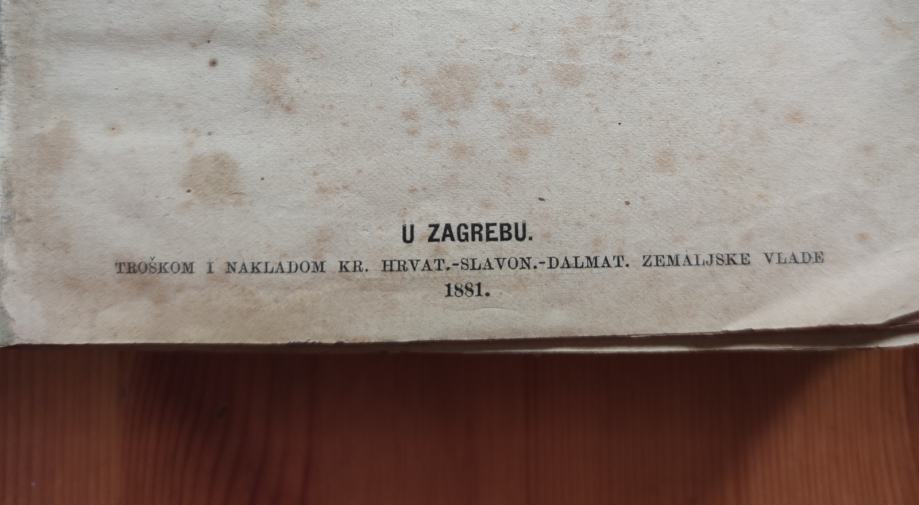 U ZAGREBU.
TROŠKOM I NAKLADOM KR. HRVAT.-SLAVON.-DALMAT. ZEMALJSKE VLADE
1881.